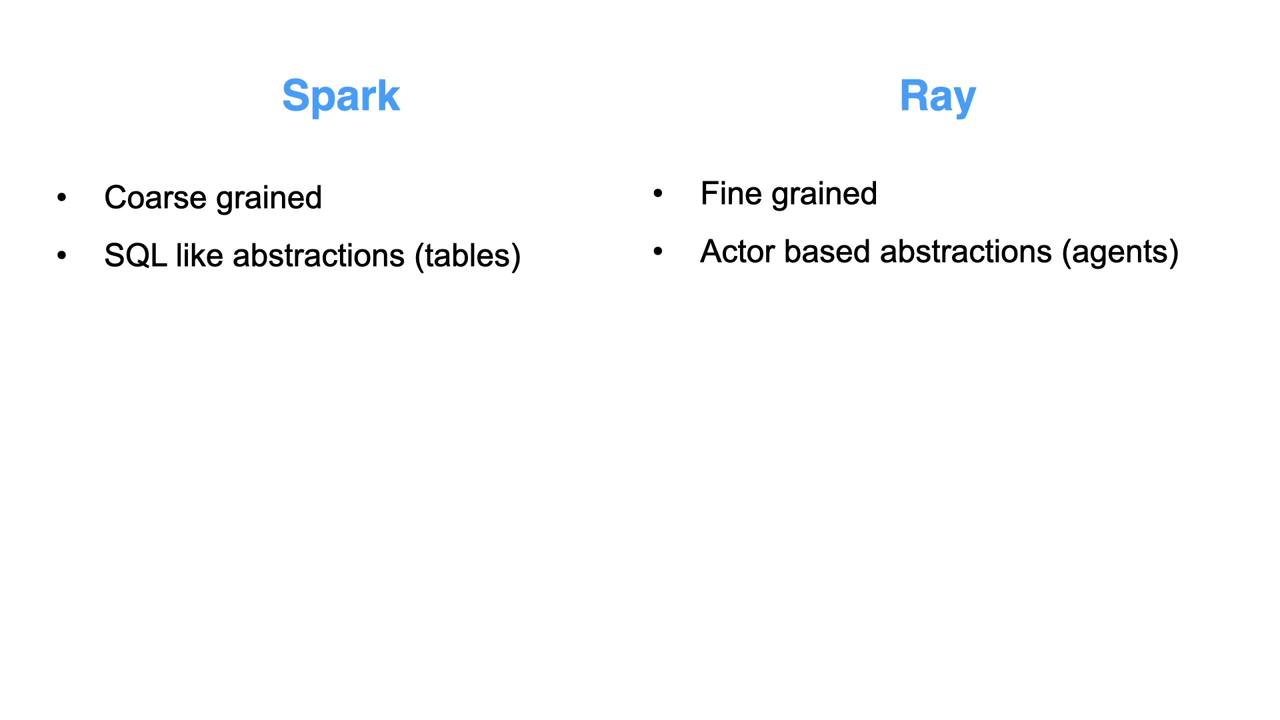 Spark
• Coarse grained
• SQL like abstractions (tables)
Ray
• Fine grained
• Actor based abstractions (agents)